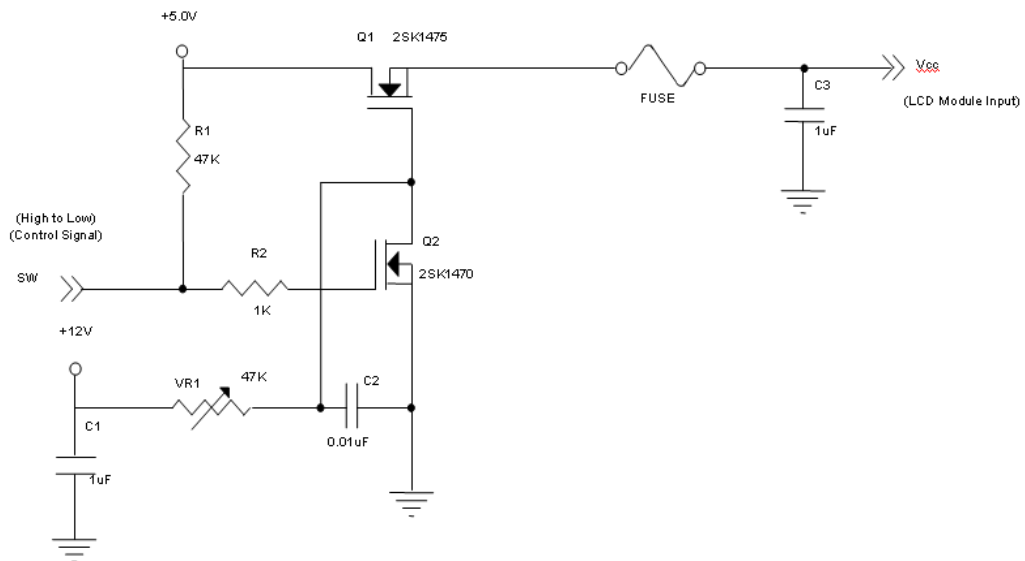 +5.0V
Q1 2SK1475
FUSE
Vcc
(LCD Module Input)
C3
1uF
R1
47K
(High to Low)
(Control Signal)
SW
R2
1K
Q2
2SK1470
+12V
VR1
47K
C2
0.01uF
C1
1uF